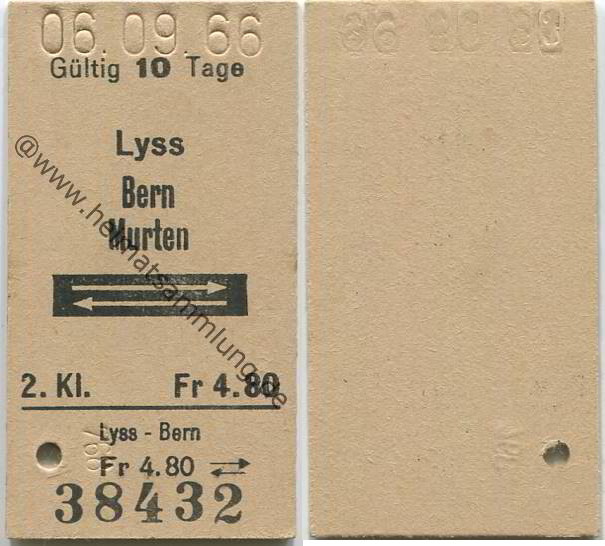 06.09.66
Gültig 10 Tage
Lyss
Bern
Murten
2. Kl. Fr 4.80
Lyss - Bern
Fr 4.80
38432
@www.heimatsammlung.de